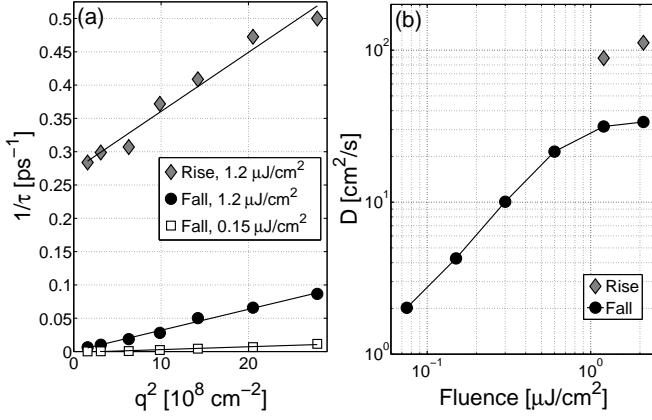 (a)
0.5
0.45
0.4
0.35
0.3
0.25
0.2
0.15
0.1
0.05
0
0 10 20
1/τ [ps⁻¹]
q² [10⁸ cm⁻²]
Rise, 1.2 μJ/cm²
Fall, 1.2 μJ/cm²
Fall, 0.15 μJ/cm²
(b)
10²
10¹
10⁰
10⁻¹ 10⁰
D [cm²/s]
Fluence [μJ/cm²]
Rise
Fall